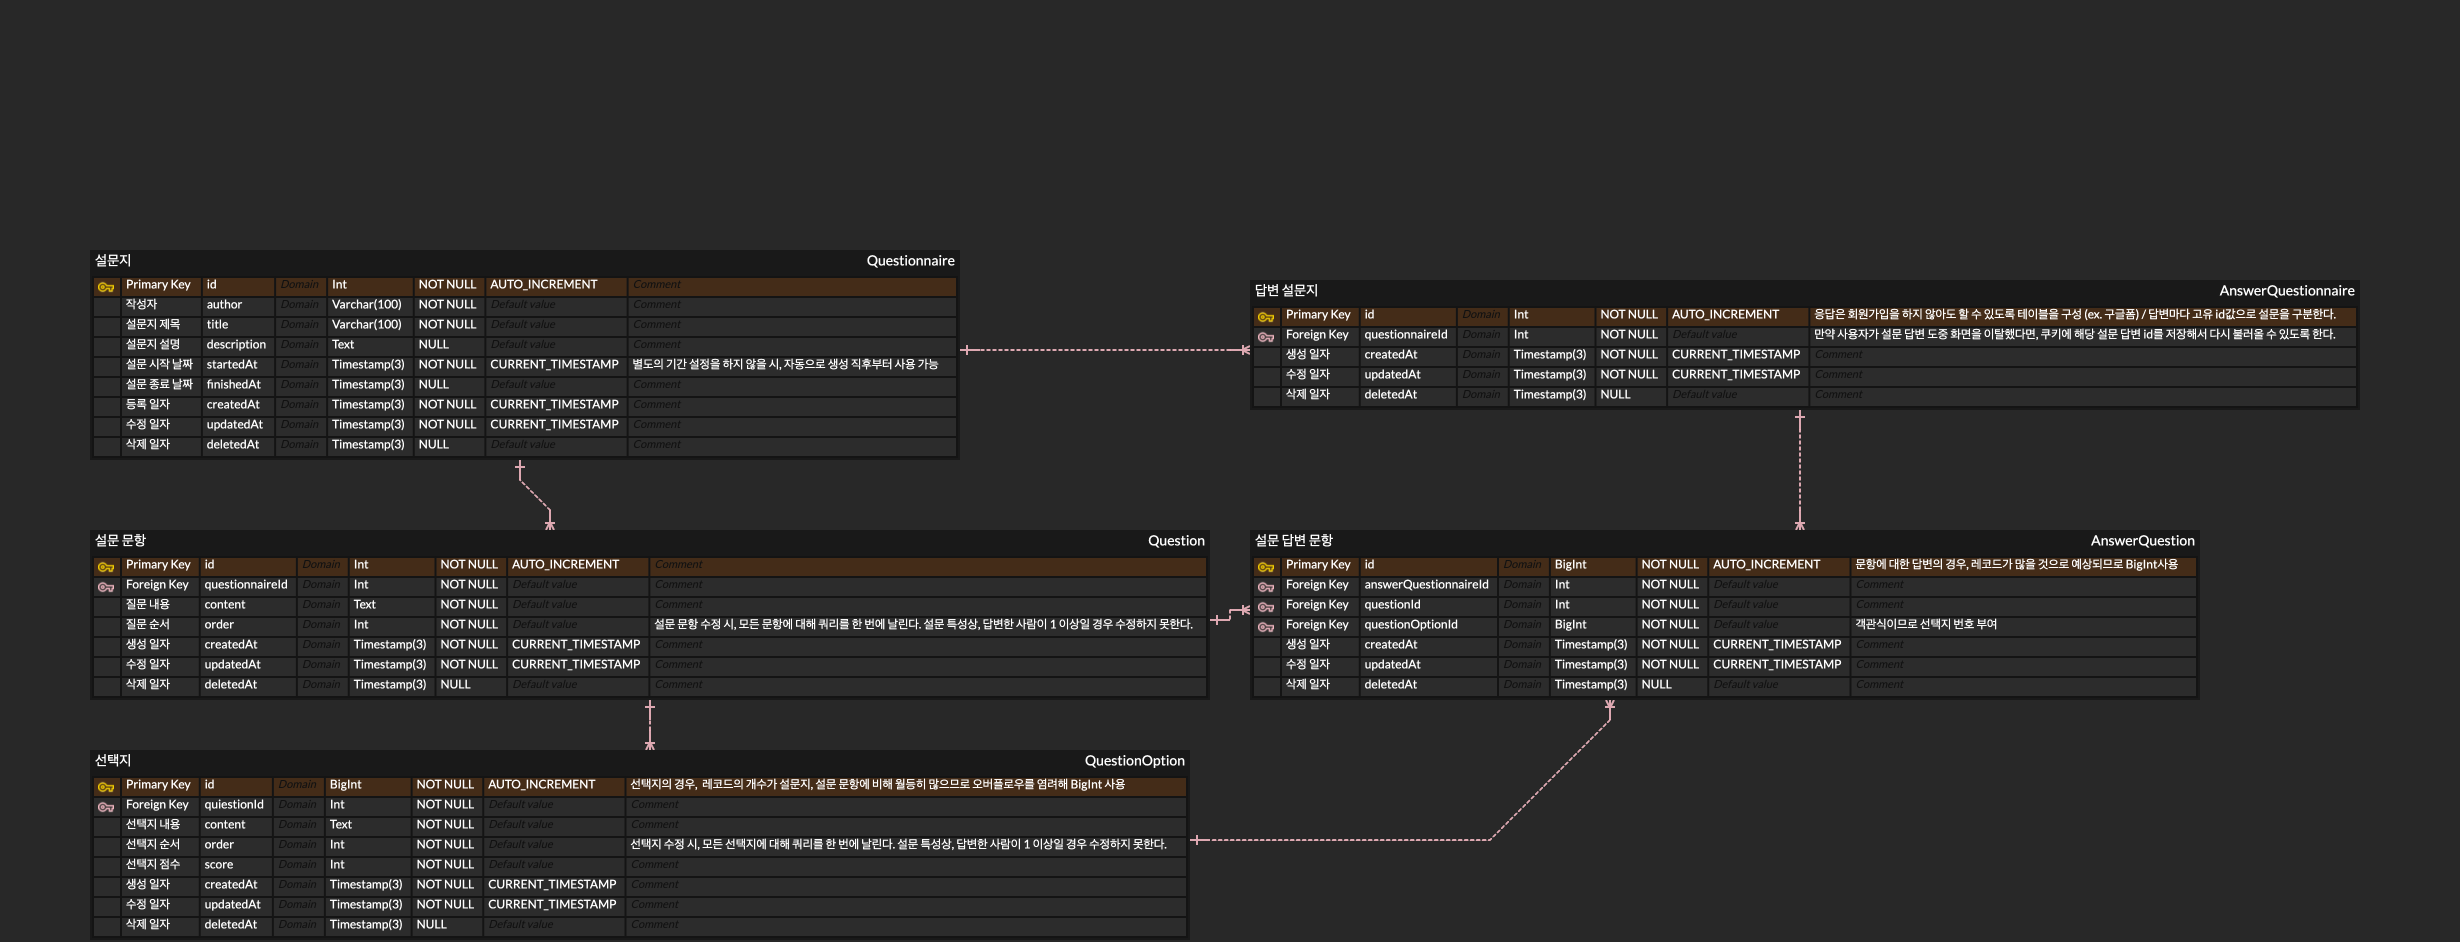 설문지 Questionnaire
Primary Key id Domain Int NOT NULL AUTO_INCREMENT Comment
작성자 author Domain Varchar(100) NOT NULL Default value Comment
설문지 제목 title Domain Varchar(100) NOT NULL Default value Comment
설문지 설명 description Domain Text NULL Default value Comment
설문 시작 날짜 startedAt Domain Timestamp(3) NOT NULL CURRENT_TIMESTAMP 별도의 기간 설정을 하지 않을 시, 자동으로 생성 직후부터 사용 가능
설문 종료 날짜 finishedAt Domain Timestamp(3) NULL Default value Comment
등록 일자 createdAt Domain Timestamp(3) NOT NULL CURRENT_TIMESTAMP Comment
수정 일자 updatedAt Domain Timestamp(3) NOT NULL CURRENT_TIMESTAMP Comment
삭제 일자 deletedAt Domain Timestamp(3) NULL Default value Comment
답변 설문지 AnswerQuestionnaire
Primary Key id Domain Int NOT NULL AUTO_INCREMENT 응답은 회원가입을 하지 않아도 할 수 있도록 테이블을 구성 (ex. 구글폼) / 답변마다 고유 id값으로 설문을 구분한다.
Foreign Key questionnaireId Domain Int NOT NULL Default value 만약 사용자가 설문 답변 도중 화면을 이탈했다면, 쿠키에 해당 설문 답변 id를 저장해서 다시 불러올 수 있도록 한다.
생성 일자 createdAt Domain Timestamp(3) NOT NULL CURRENT_TIMESTAMP Comment
수정 일자 updatedAt Domain Timestamp(3) NOT NULL CURRENT_TIMESTAMP Comment
삭제 일자 deletedAt Domain Timestamp(3) NULL Default value Comment
설문 문항 Question
Primary Key id Domain Int NOT NULL AUTO_INCREMENT Comment
Foreign Key questionnaireId Domain Int NOT NULL Default value Comment
질문 내용 content Domain Text NOT NULL Default value Comment
질문 순서 order Domain Int NOT NULL Default value 설문 문항 수정 시, 모든 문항에 대해 쿼리를 한 번에 날린다. 설문 특성상, 답변한 사람이 1 이상일 경우 수정하지 못한다.
생성 일자 createdAt Domain Timestamp(3) NOT NULL CURRENT_TIMESTAMP Comment
수정 일자 updatedAt Domain Timestamp(3) NOT NULL CURRENT_TIMESTAMP Comment
삭제 일자 deletedAt Domain Timestamp(3) NULL Default value Comment
설문 답변 문항 AnswerQuestion
Primary Key id Domain BigInt NOT NULL AUTO_INCREMENT 문항에 대한 답변의 경우, 레코드가 많을 것으로 예상되므로 BigInt사용
Foreign Key answerQuestionnaireId Domain Int NOT NULL Default value Comment
Foreign Key questionId Domain Int NOT NULL Default value Comment
Foreign Key questionOptionId Domain BigInt NOT NULL Default value 객관식이므로 선택지 번호 부여
생성 일자 createdAt Domain Timestamp(3) NOT NULL CURRENT_TIMESTAMP Comment
수정 일자 updatedAt Domain Timestamp(3) NOT NULL CURRENT_TIMESTAMP Comment
삭제 일자 deletedAt Domain Timestamp(3) NULL Default value Comment
선택지 QuestionOption
Primary Key id Domain BigInt NOT NULL AUTO_INCREMENT 선택지의 경우, 레코드의 개수가 설문지, 설문 문항에 비해 월등히 많으므로 오버플로우를 염려해 BigInt 사용
Foreign Key quiestionId Domain Int NOT NULL Default value Comment
선택지 내용 content Domain Text NOT NULL Default value Comment
선택지 순서 order Domain Int NOT NULL Default value 선택지 수정 시, 모든 선택지에 대해 쿼리를 한 번에 날린다. 설문 특성상, 답변한 사람이 1 이상일 경우 수정하지 못한다.
선택지 점수 score Domain Int NOT NULL Default value Comment
생성 일자 createdAt Domain Timestamp(3) NOT NULL CURRENT_TIMESTAMP Comment
수정 일자 updatedAt Domain Timestamp(3) NOT NULL CURRENT_TIMESTAMP Comment
삭제 일자 deletedAt Domain Timestamp(3) NULL Default value Comment